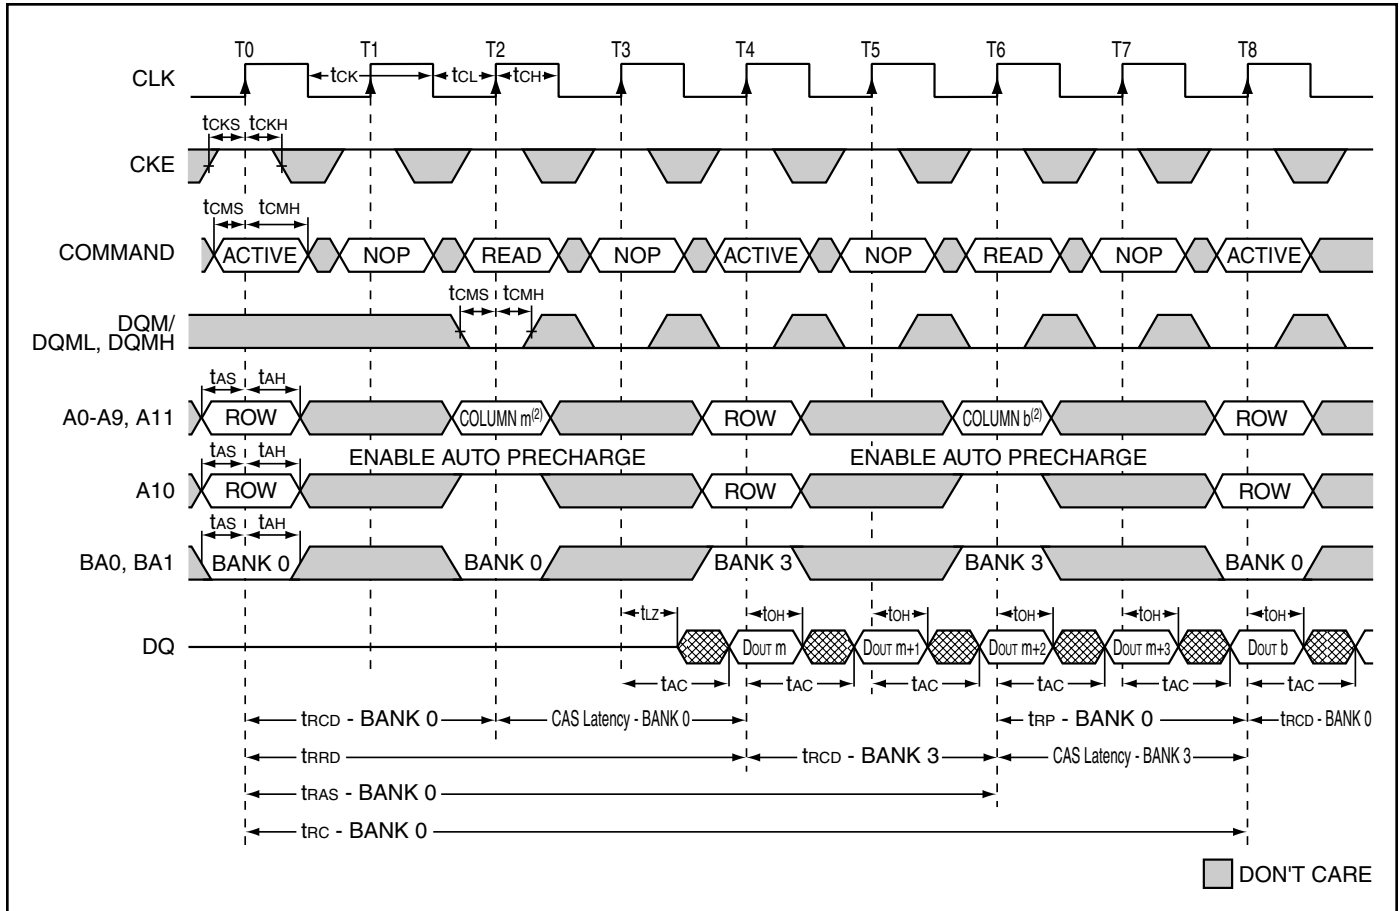 T0 T1 T2 T3 T4 T5 T6 T7 T8
CLK tCK tCL tCH
tCKS tCKH
CKE
tCMS tCMH
COMMAND ACTIVE NOP READ NOP ACTIVE NOP READ NOP ACTIVE
tCMS tCMH
DQM/
DQML, DQMH
tAS tAH
A0-A9, A11 ROW COLUMN m(2) ROW COLUMN b(2) ROW
tAS tAH ENABLE AUTO PRECHARGE ENABLE AUTO PRECHARGE
A10 ROW ROW ROW
tAS tAH
BA0, BA1 BANK 0 BANK 0 BANK 3 BANK 3 BANK 0
tLZ tOH tOH tOH tOH tOH
DQ DOUT m DOUT m+1 DOUT m+2 DOUT m+3 DOUT b
tAC tAC tAC tAC tAC tAC
tRCD - BANK 0 CAS Latency - BANK 0 tRP - BANK 0 tRCD - BANK 0
tRRD tRCD - BANK 3 CAS Latency - BANK 3
tRAS - BANK 0
tRC - BANK 0
DON'T CARE